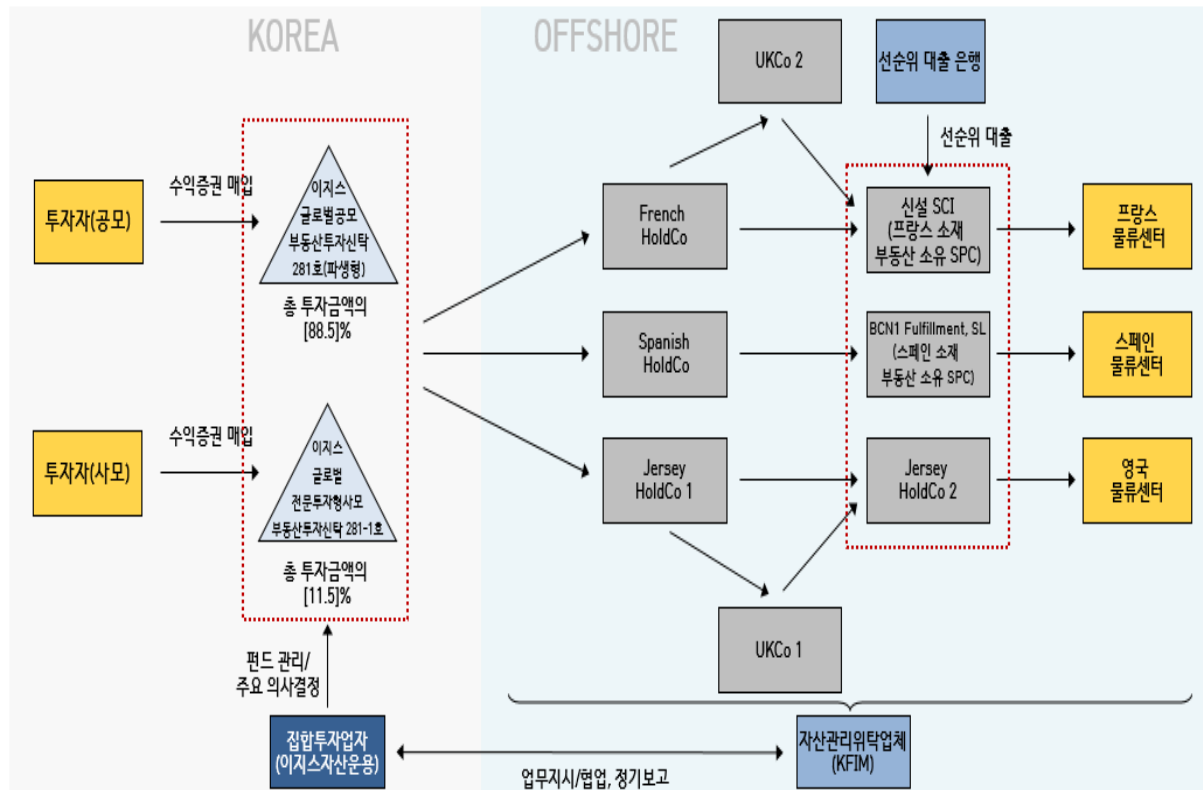 KOREA
OFFSHORE
UKCo 2
선순위 대출 은행
선순위 대출
투자자(공모)
수익증권 매입
이지스
글로벌공모
부동산투자신탁
281호(파생형)
총 투자금액의
[88.5]%
French
HoldCo
신설 SCI
(프랑스 소재
부동산 소유 SPC)
프랑스
물류센터
Spanish
HoldCo
BCN1 Fulfillment, SL
(스페인 소재
부동산 소유 SPC)
스페인
물류센터
투자자(사모)
수익증권 매입
이지스
글로벌
전문투자형사모
부동산투자신탁 281-1호
총 투자금액의
[11.5]%
Jersey
HoldCo 1
Jersey
HoldCo 2
영국
물류센터
UKCo 1
펀드 관리/
주요 의사결정
집합투자업자
(이지스자산운용)
업무지시/협업, 정기보고
자산관리위탁업체
(KFIM)